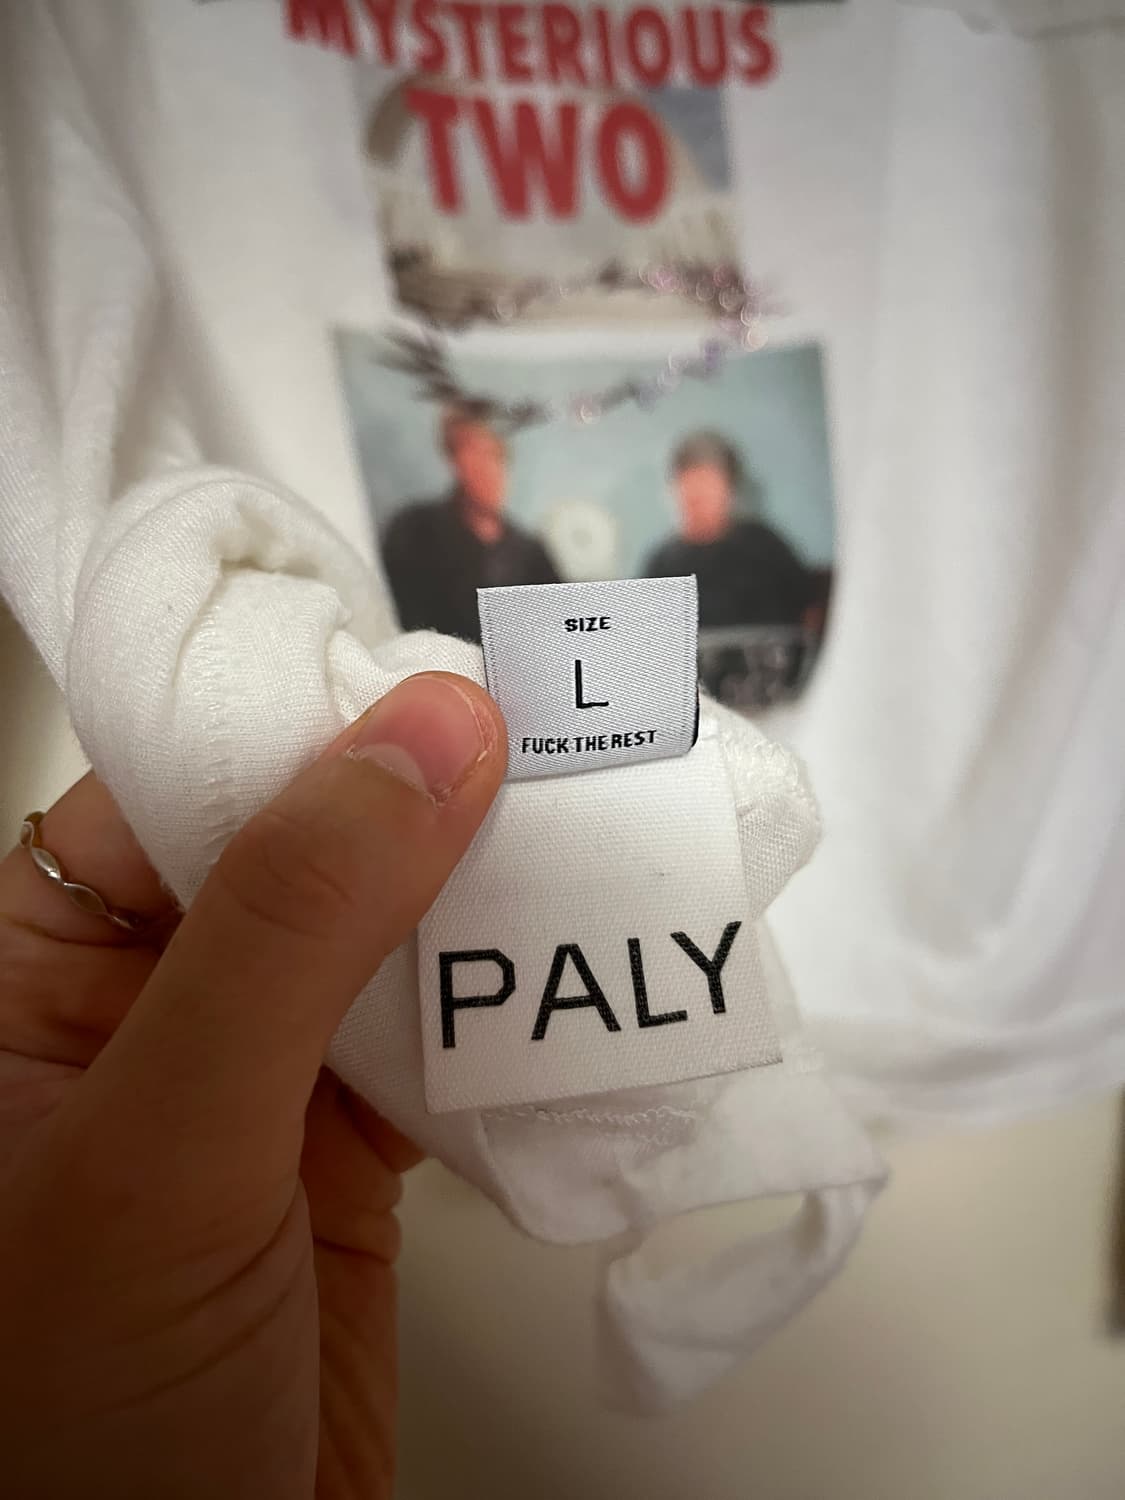 MYSTERIOUS
TWO
SIZE
L
FUCK THE REST
PALY